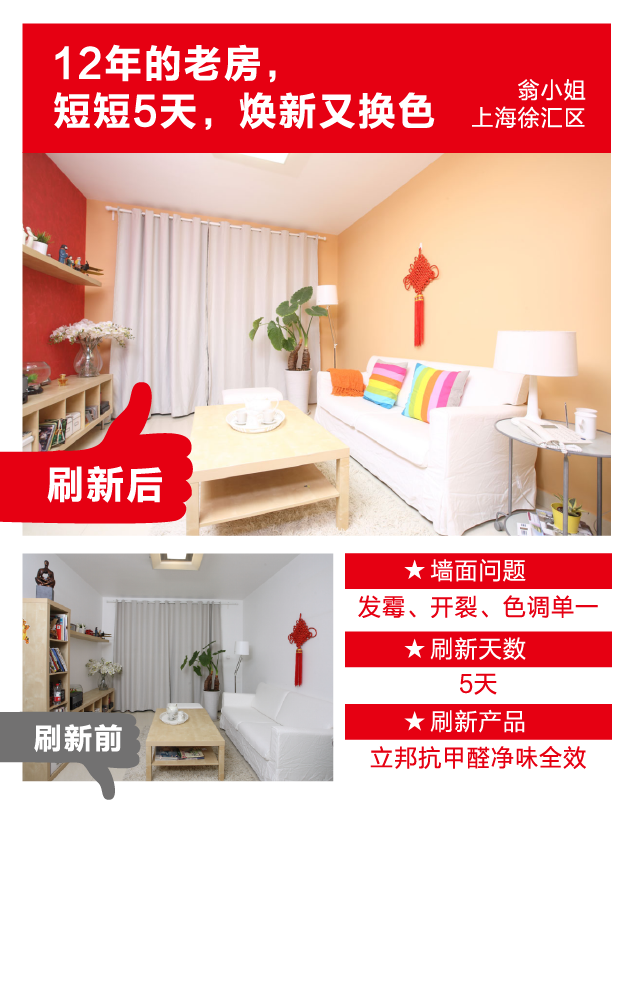 12年的老房，
短短5天，焕新又换色
翁小姐
上海徐汇区
刷新后
刷新前
★ 墙面问题
发霉、开裂、色调单一
★ 刷新天数
5天
★ 刷新产品
立邦抗甲醛净味全效